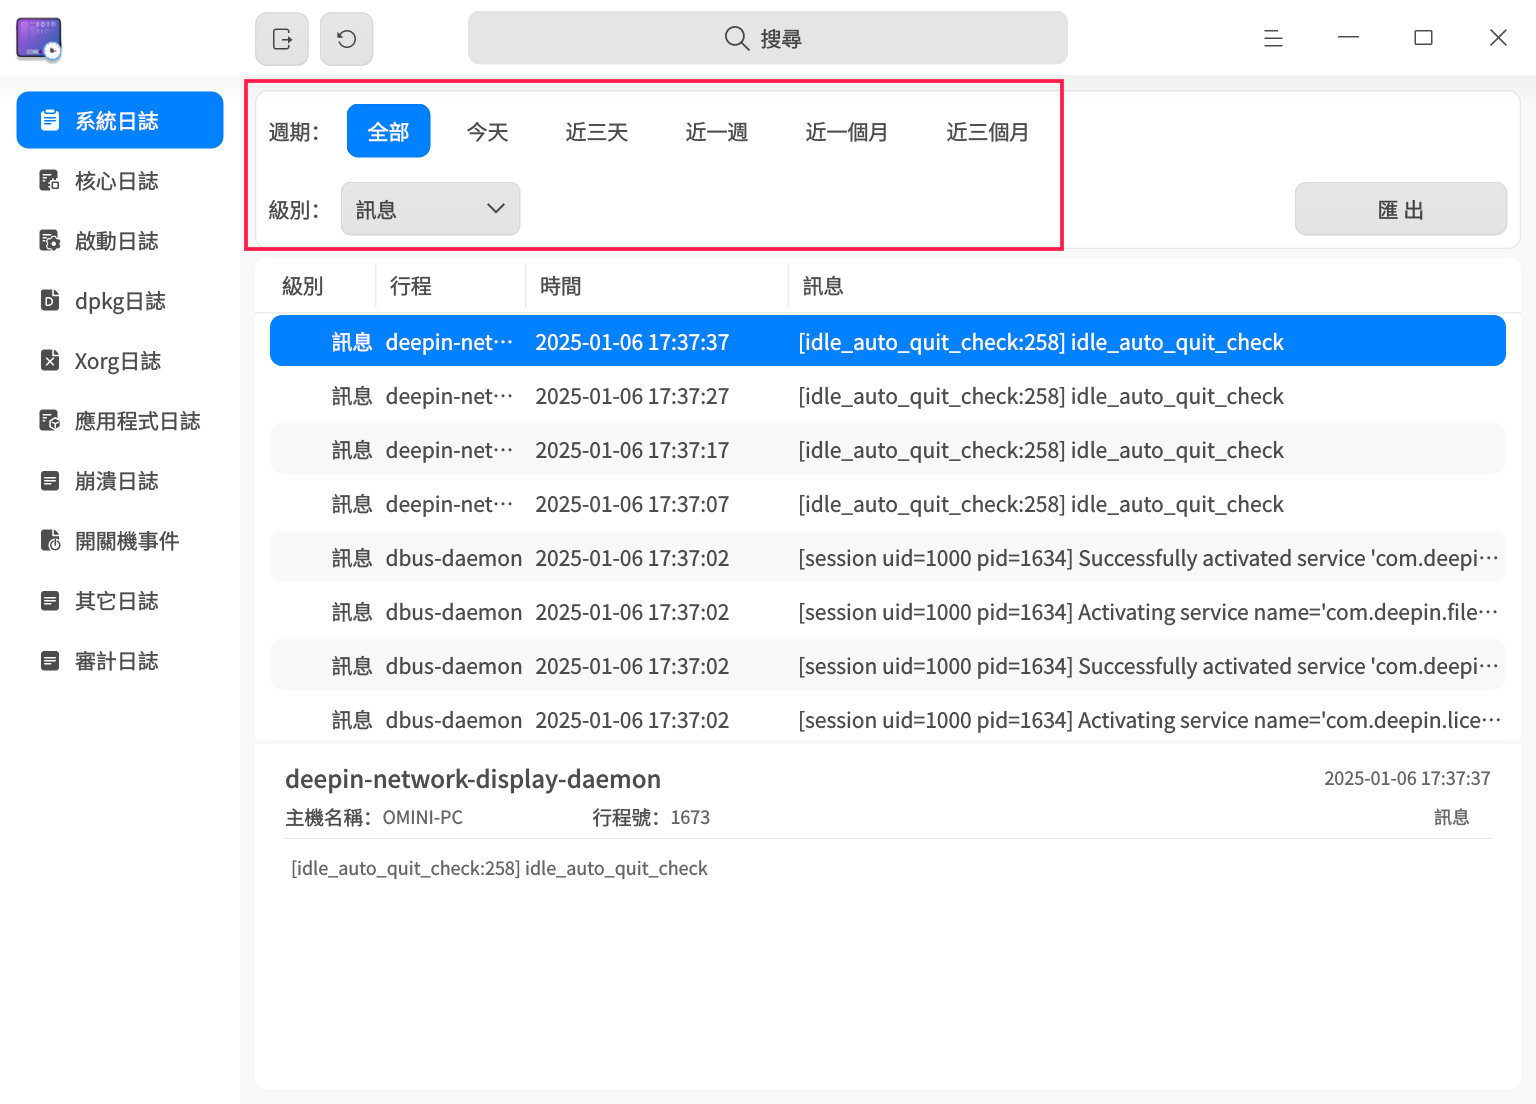 搜尋
系統日誌
核心日誌
啟動日誌
dpkg日誌
Xorg日誌
應用程式日誌
崩潰日誌
開關機事件
其它日誌
審計日誌
週期： 全部 今天 近三天 近一週 近一個月 近三個月
級別： 訊息 匯出
級別 行程 時間 訊息
訊息 deepin-net··· 2025-01-06 17:37:37 [idle_auto_quit_check:258] idle_auto_quit_check
訊息 deepin-net··· 2025-01-06 17:37:27 [idle_auto_quit_check:258] idle_auto_quit_check
訊息 deepin-net··· 2025-01-06 17:37:17 [idle_auto_quit_check:258] idle_auto_quit_check
訊息 deepin-net··· 2025-01-06 17:37:07 [idle_auto_quit_check:258] idle_auto_quit_check
訊息 dbus-daemon 2025-01-06 17:37:02 [session uid=1000 pid=1634] Successfully activated service 'com.deepi···
訊息 dbus-daemon 2025-01-06 17:37:02 [session uid=1000 pid=1634] Activating service name='com.deepin.file···
訊息 dbus-daemon 2025-01-06 17:37:02 [session uid=1000 pid=1634] Successfully activated service 'com.deepi···
訊息 dbus-daemon 2025-01-06 17:37:02 [session uid=1000 pid=1634] Activating service name='com.deepin.lice···
deepin-network-display-daemon 2025-01-06 17:37:37
主機名稱： OMINI-PC 行程號： 1673 訊息
[idle_auto_quit_check:258] idle_auto_quit_check